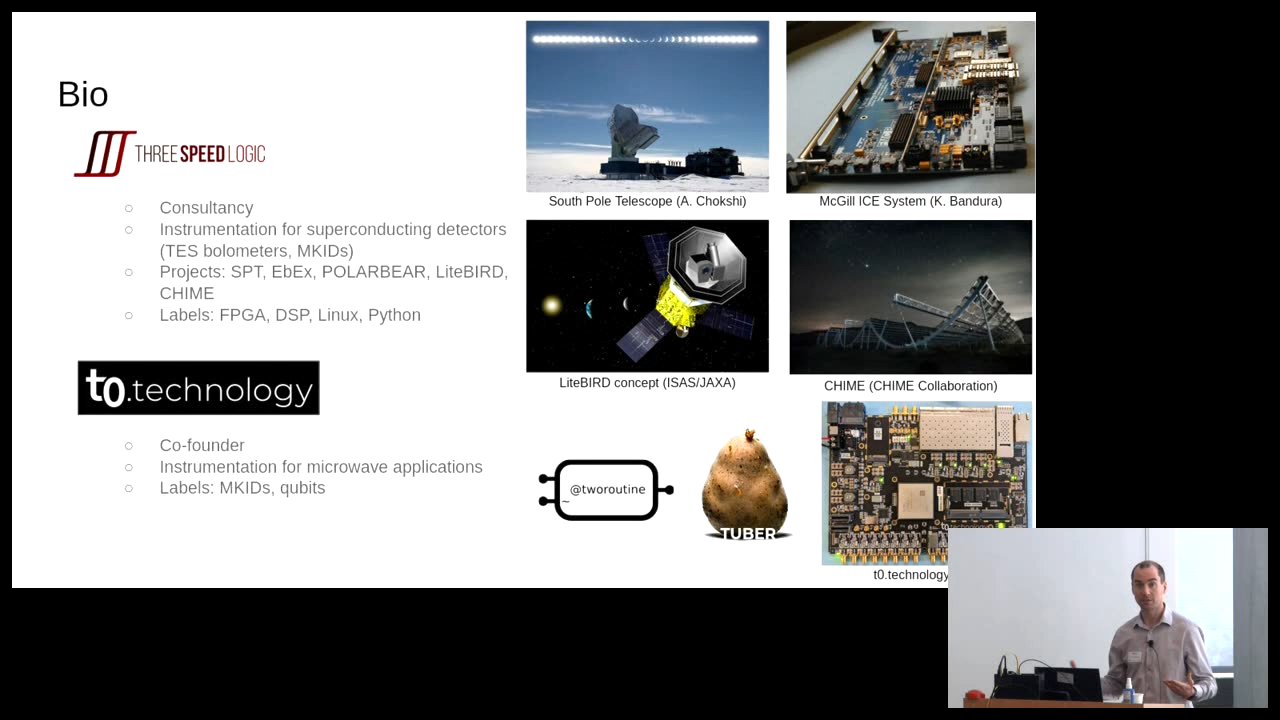 Bio
THREE SPEED LOGIC
Consultancy
Instrumentation for superconducting detectors
(TES bolometers, MKIDs)
Projects: SPT, EbEx, POLARBEAR, LiteBIRD,
CHIME
Labels: FPGA, DSP, Linux, Python
t0.technology
Co-founder
Instrumentation for microwave applications
Labels: MKIDs, qubits
South Pole Telescope (A. Chokshi)
McGill ICE System (K. Bandura)
LiteBIRD concept (ISAS/JAXA)
CHIME (CHIME Collaboration)
@tworoutine
~
TUBER
t0.technology